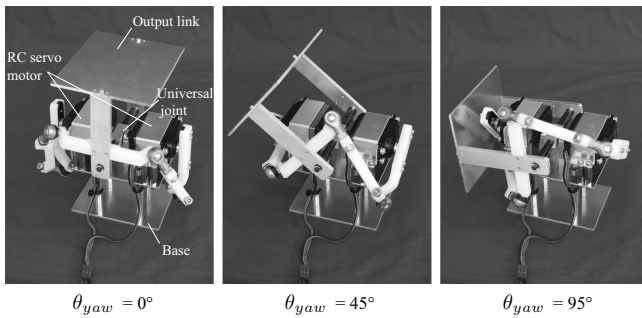 Output link
RC servo
motor
Universal
joint
Base
θyaw = 0°
θyaw = 45°
θyaw = 95°